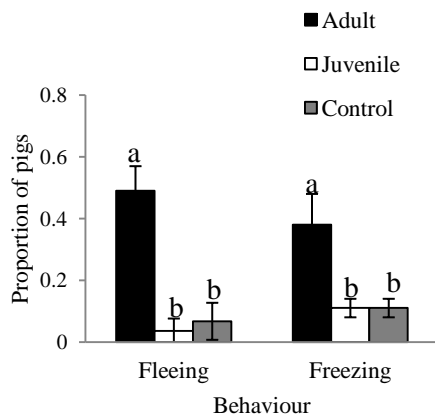 Adult
Juvenile
Control
Proportion of pigs
0.8
0.6
0.4
0.2
0
a
b
b
a
b
b
Fleeing
Freezing
Behaviour